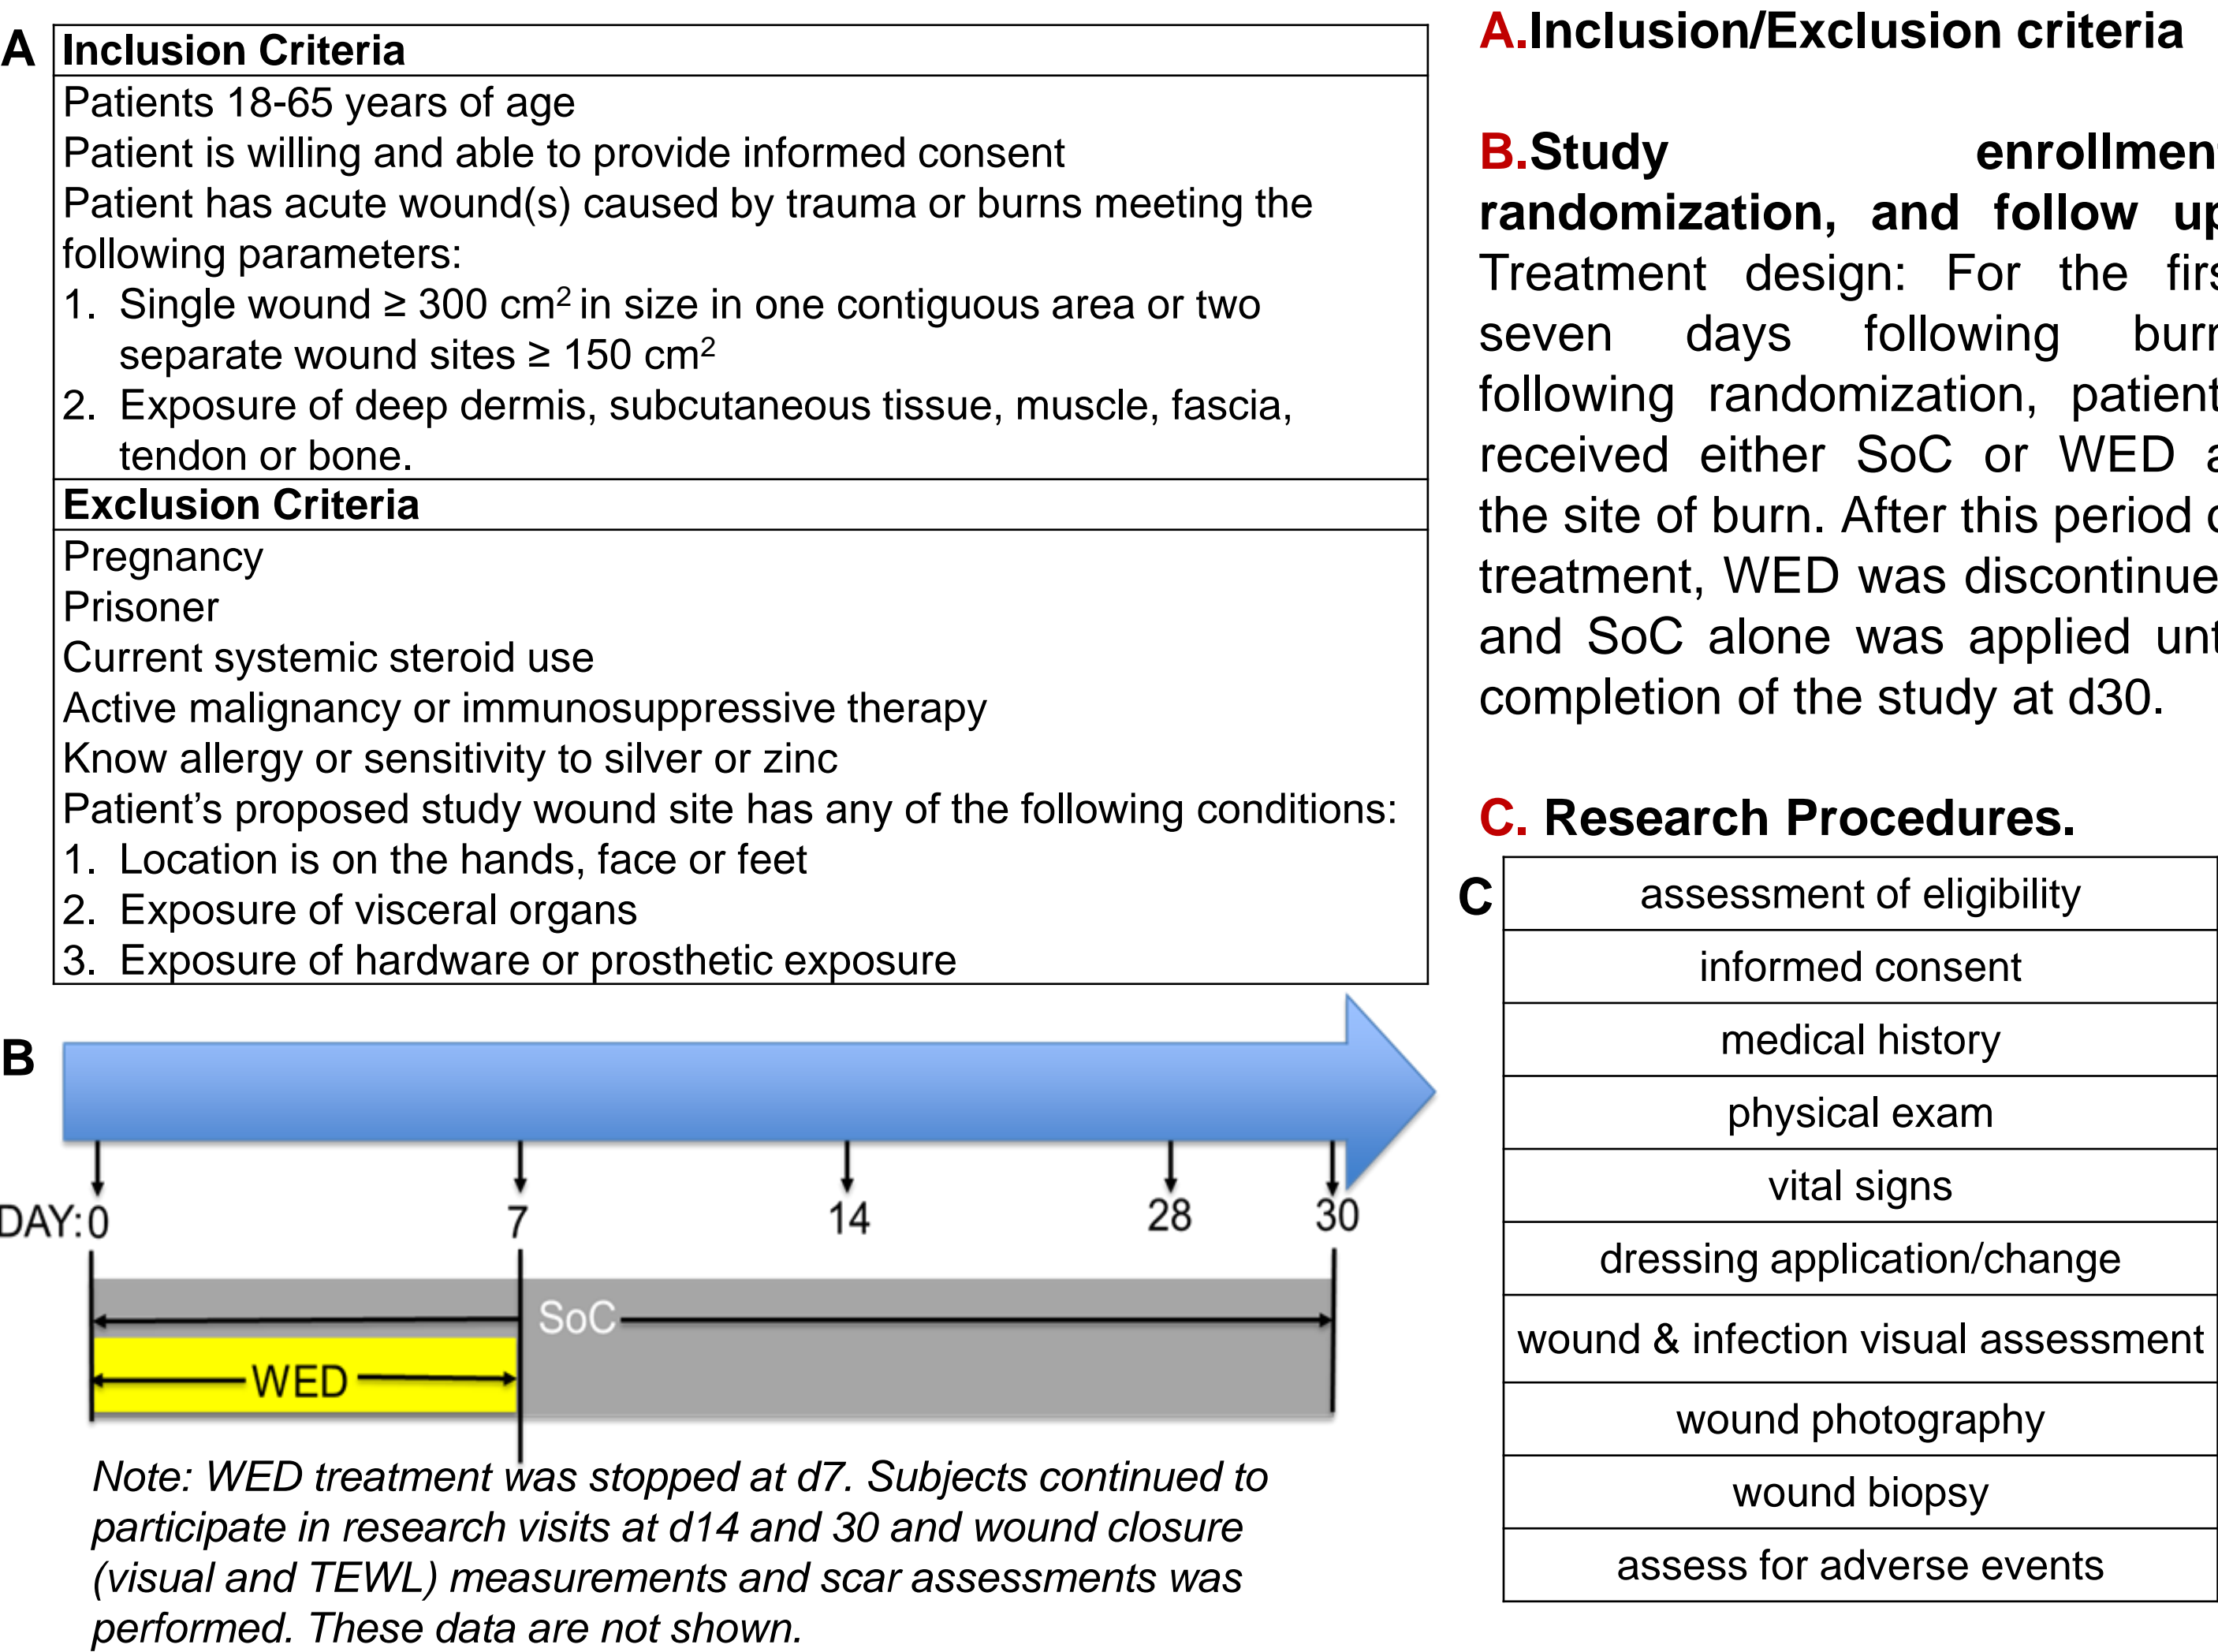 A
Inclusion Criteria
Patients 18-65 years of age
Patient is willing and able to provide informed consent
Patient has acute wound(s) caused by trauma or burns meeting the
following parameters:
1. Single wound ≥ 300 cm² in size in one contiguous area or two
separate wound sites ≥ 150 cm²
2. Exposure of deep dermis, subcutaneous tissue, muscle, fascia,
tendon or bone.
Exclusion Criteria
Pregnancy
Prisoner
Current systemic steroid use
Active malignancy or immunosuppressive therapy
Know allergy or sensitivity to silver or zinc
Patient's proposed study wound site has any of the following conditions:
1. Location is on the hands, face or feet
2. Exposure of visceral organs
3. Exposure of hardware or prosthetic exposure
B
DAY: 0 7 14 28 30
SoC
WED
Note: WED treatment was stopped at d7. Subjects continued to
participate in research visits at d14 and 30 and wound closure
(visual and TEWL) measurements and scar assessments was
performed. These data are not shown.
A.Inclusion/Exclusion criteria
B.Study enrollment
randomization, and follow up
Treatment design: For the firs
seven days following burn
following randomization, patient
received either SoC or WED a
the site of burn. After this period o
treatment, WED was discontinue
and SoC alone was applied unt
completion of the study at d30.
C. Research Procedures.
C
assessment of eligibility
informed consent
medical history
physical exam
vital signs
dressing application/change
wound & infection visual assessment
wound photography
wound biopsy
assess for adverse events